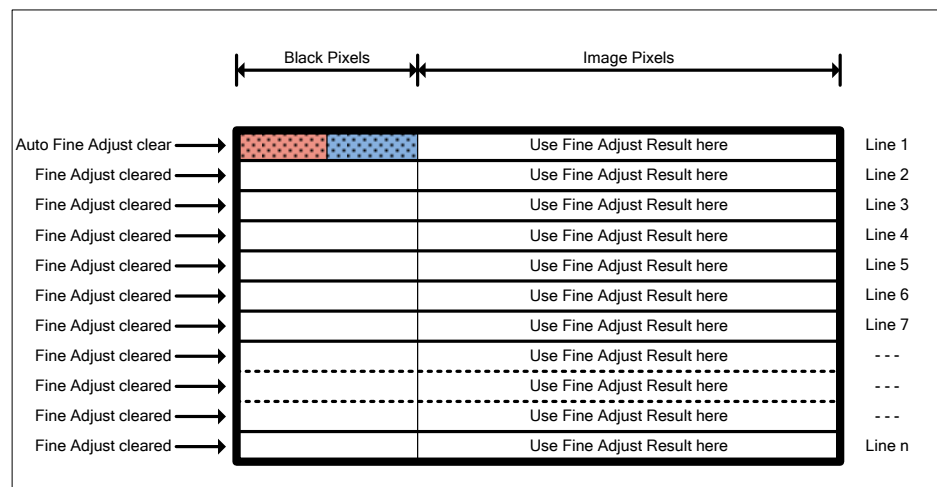 Black Pixels Image Pixels
Auto Fine Adjust clear Use Fine Adjust Result here Line 1
Fine Adjust cleared Use Fine Adjust Result here Line 2
Fine Adjust cleared Use Fine Adjust Result here Line 3
Fine Adjust cleared Use Fine Adjust Result here Line 4
Fine Adjust cleared Use Fine Adjust Result here Line 5
Fine Adjust cleared Use Fine Adjust Result here Line 6
Fine Adjust cleared Use Fine Adjust Result here Line 7
Fine Adjust cleared Use Fine Adjust Result here - - -
Fine Adjust cleared Use Fine Adjust Result here - - -
Fine Adjust cleared Use Fine Adjust Result here - - -
Fine Adjust cleared Use Fine Adjust Result here Line n